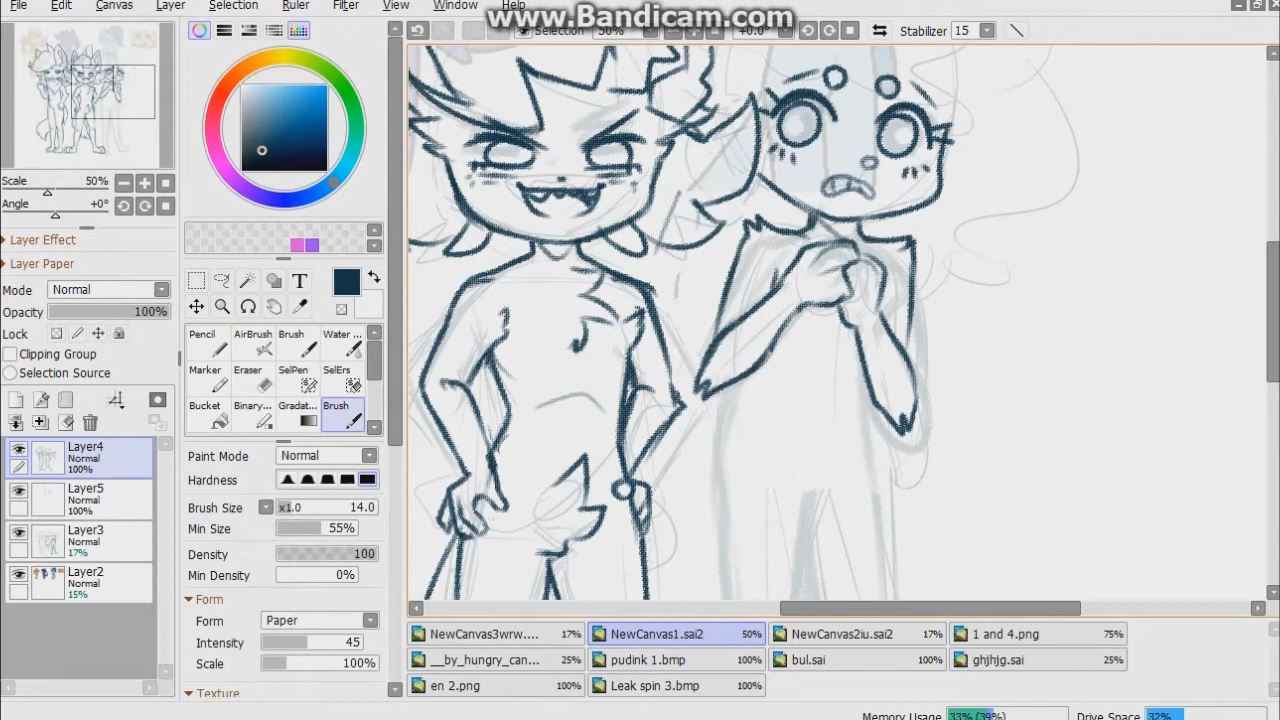 www.Bandicam.com
File Edit Canvas Layer Selection Ruler Filter View Window Help
Selection 50% +0.0° Stabilizer 15
Scale 50%
Angle +0°
Layer Effect
Layer Paper
Mode Normal
Opacity 100%
Lock
Clipping Group
Selection Source
Layer4
Normal
100%
Layer5
Normal
100%
Layer3
Normal
17%
Layer2
Normal
15%
T
Pencil AirBrush Brush Water ...
Marker Eraser SelPen SelErs
Bucket Binary... Gradat... Brush
Paint Mode Normal
Hardness
Brush Size x1.0 14.0
Min Size 55%
Density 100
Min Density 0%
Form
Form Paper
Intensity 45
Scale 100%
Texture
NewCanvas3wrw.... 17% NewCanvas1.sai2 50% NewCanvas2iu.sai2 17% 1 and 4.png 75%
__by_hungry_can... 25% pudink 1.bmp 100% bul.sai 100% ghjhjg.sai 25%
en 2.png 100% Leak spin 3.bmp 100%
Memory Usage 33% (39%) Drive Space 32%